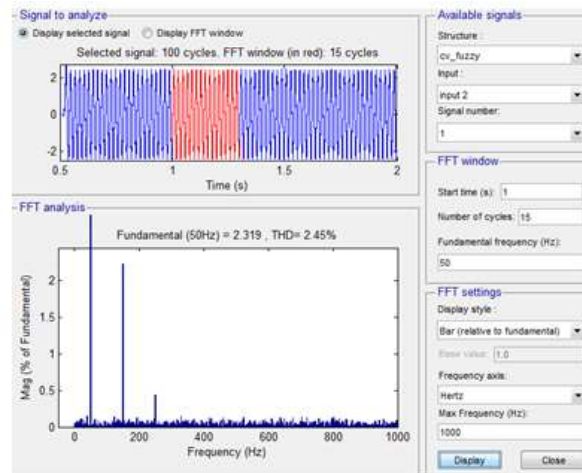 Signal to analyze
Display selected signal
Display FFT window
Selected signal: 100 cycles. FFT window (in red): 15 cycles
2
0
-2
0.5
1
1.5
2
Time (s)
FFT analysis
Fundamental (50Hz) = 2.319 , THD= 2.45%
Mag (% of Fundamental)
2
1.5
1
0.5
0
0
200
400
600
800
1000
Frequency (Hz)
Available signals
Structure :
cv_fuzzy
Input :
input 2
Signal number:
1
FFT window
Start time (s): 1
Number of cycles: 15
Fundamental frequency (Hz):
50
FFT settings
Display style :
Bar (relative to fundamental)
Base value: 1.0
Frequency axis:
Hertz
Max Frequency (Hz):
1000
Display
Close